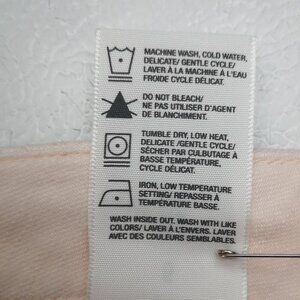 MACHINE WASH, COLD WATER,
DELICATE/ GENTLE CYCLE/
LAVER À LA MACHINE À L'EAU
FROIDE CYCLE DÉLICAT.
DO NOT BLEACH/
NE PAS UTILISER D'AGENT
DE BLANCHIMENT.
TUMBLE DRY, LOW HEAT,
DELICATE /GENTLE CYCLE/
SÉCHER PAR CULBUTAGE À
BASSE TEMPÉRATURE,
CYCLE DÉLICAT.
IRON, LOW TEMPERATURE
SETTING/ REPASSER À
TEMPÉRATURE BASSE.
WASH INSIDE OUT. WASH WITH LIKE
COLORS/ LAVER À L'ENVERS. LAVER
AVEC DES COULEURS SEMBLABLES.